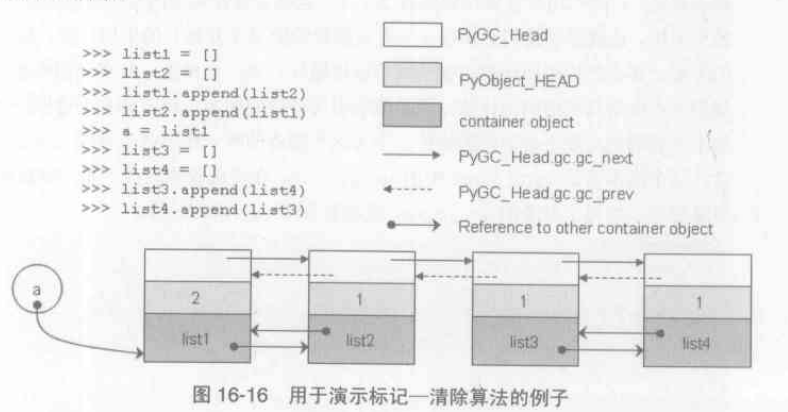 >>> list1 = []
>>> list2 = []
>>> list1.append(list2)
>>> list2.append(list1)
>>> a = list1
>>> list3 = []
>>> list4 = []
>>> list3.append(list4)
>>> list4.append(list3)
PyGC_Head
PyObject_HEAD
container object
PyGC_Head.gc.gc_next
PyGC_Head.gc.gc_prev
Reference to other container object
a
2
1
1
1
list1
list2
list3
list4
图 16-16 用于演示标记—清除算法的例子